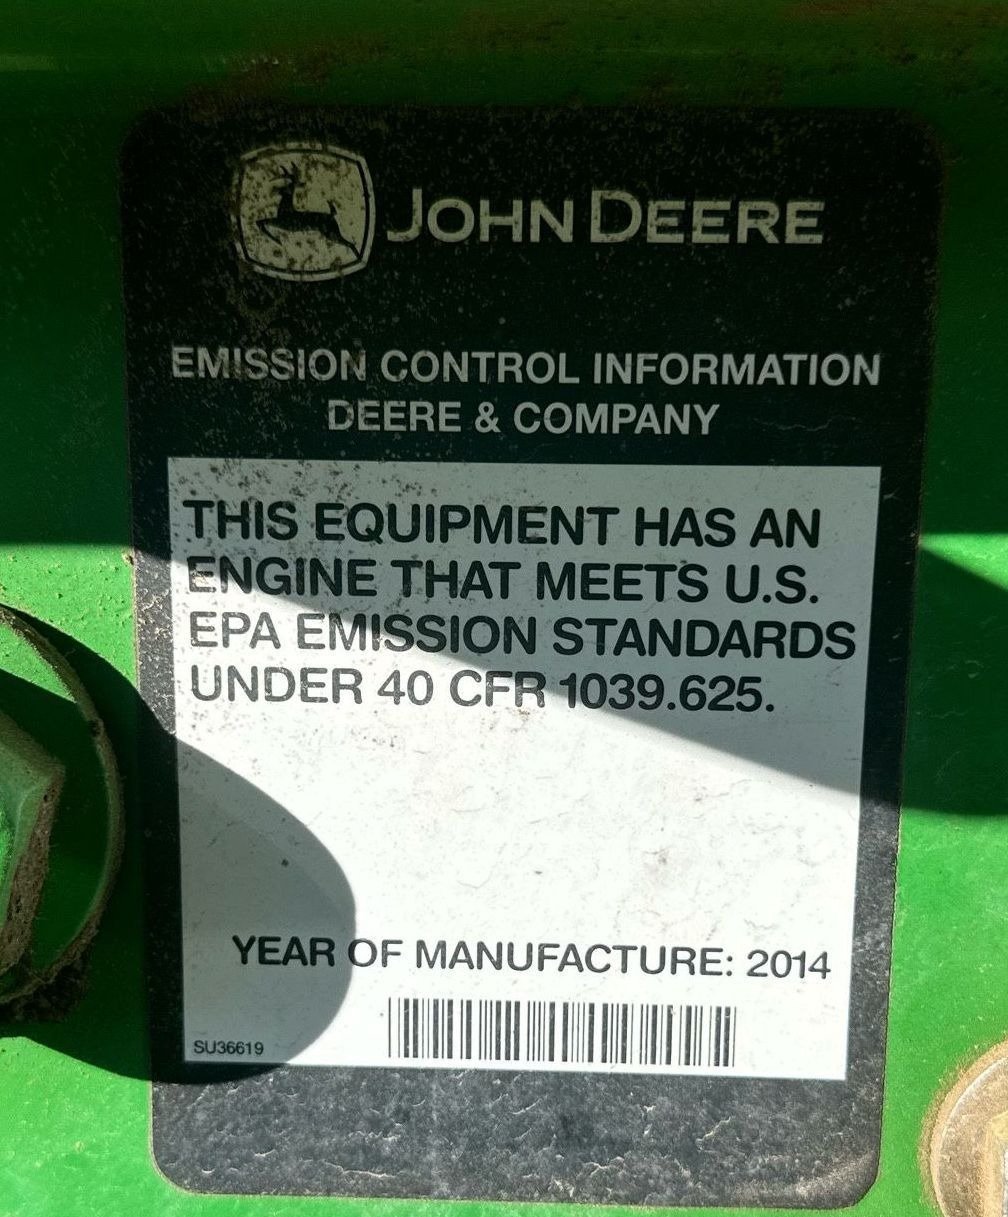 JOHN DEERE
EMISSION CONTROL INFORMATION
DEERE & COMPANY
THIS EQUIPMENT HAS AN
ENGINE THAT MEETS U.S.
EPA EMISSION STANDARDS
UNDER 40 CFR 1039.625.
YEAR OF MANUFACTURE: 2014
SU36619